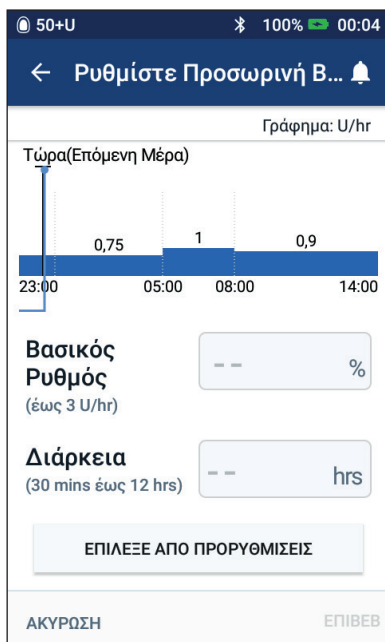 50+U 100% 00:04
Ρυθμίστε Προσωρινή Β...
Γράφημα: U/hr
Τώρα(Επόμενη Μέρα)
0,75 1 0,9
23:00 05:00 08:00 14:00
Βασικός
Ρυθμός
(έως 3 U/hr)
-- %
Διάρκεια
(30 mins έως 12 hrs)
-- hrs
ΕΠΙΛΕΞΕ ΑΠΟ ΠΡΟΡΥΘΜΙΣΕΙΣ
ΑΚΥΡΩΣΗ ΕΠΙΒΕΒ